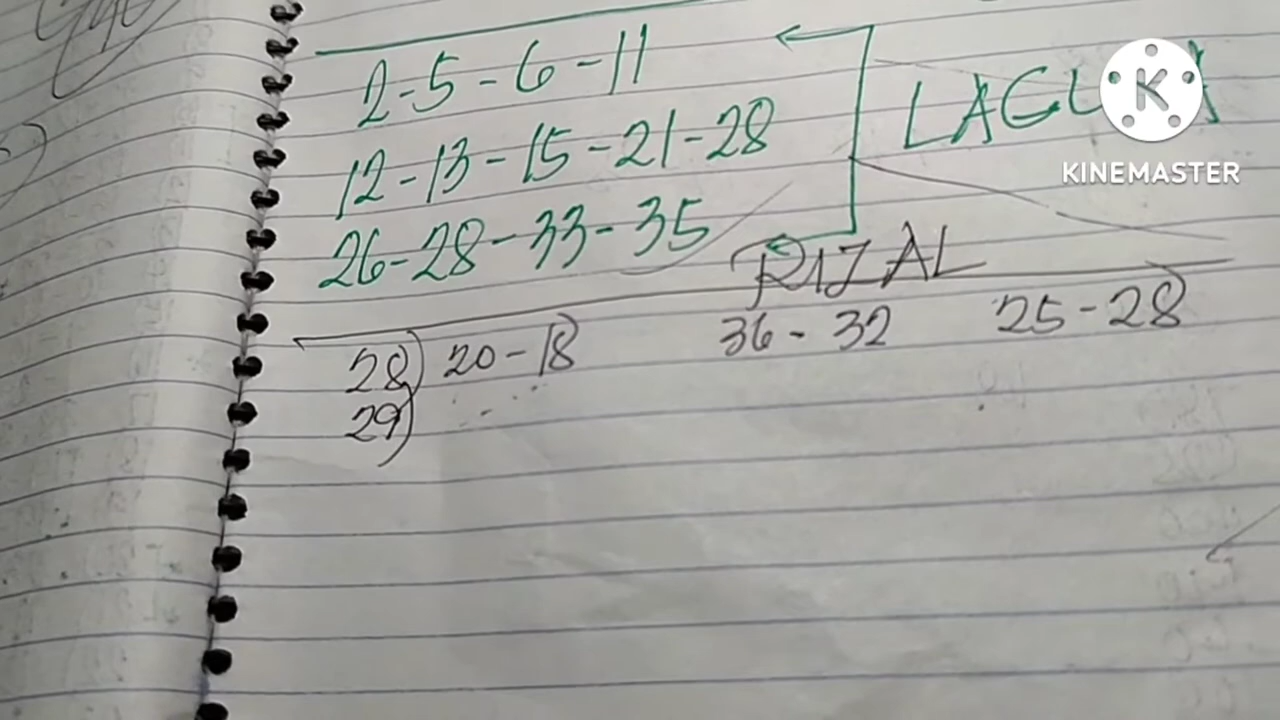 2-5-6-11
12-13-15-21-28
26-28-33-35
LAGU A
K
KINEMASTER
RIZAL
28) 20-18 36-32 25-28
29)